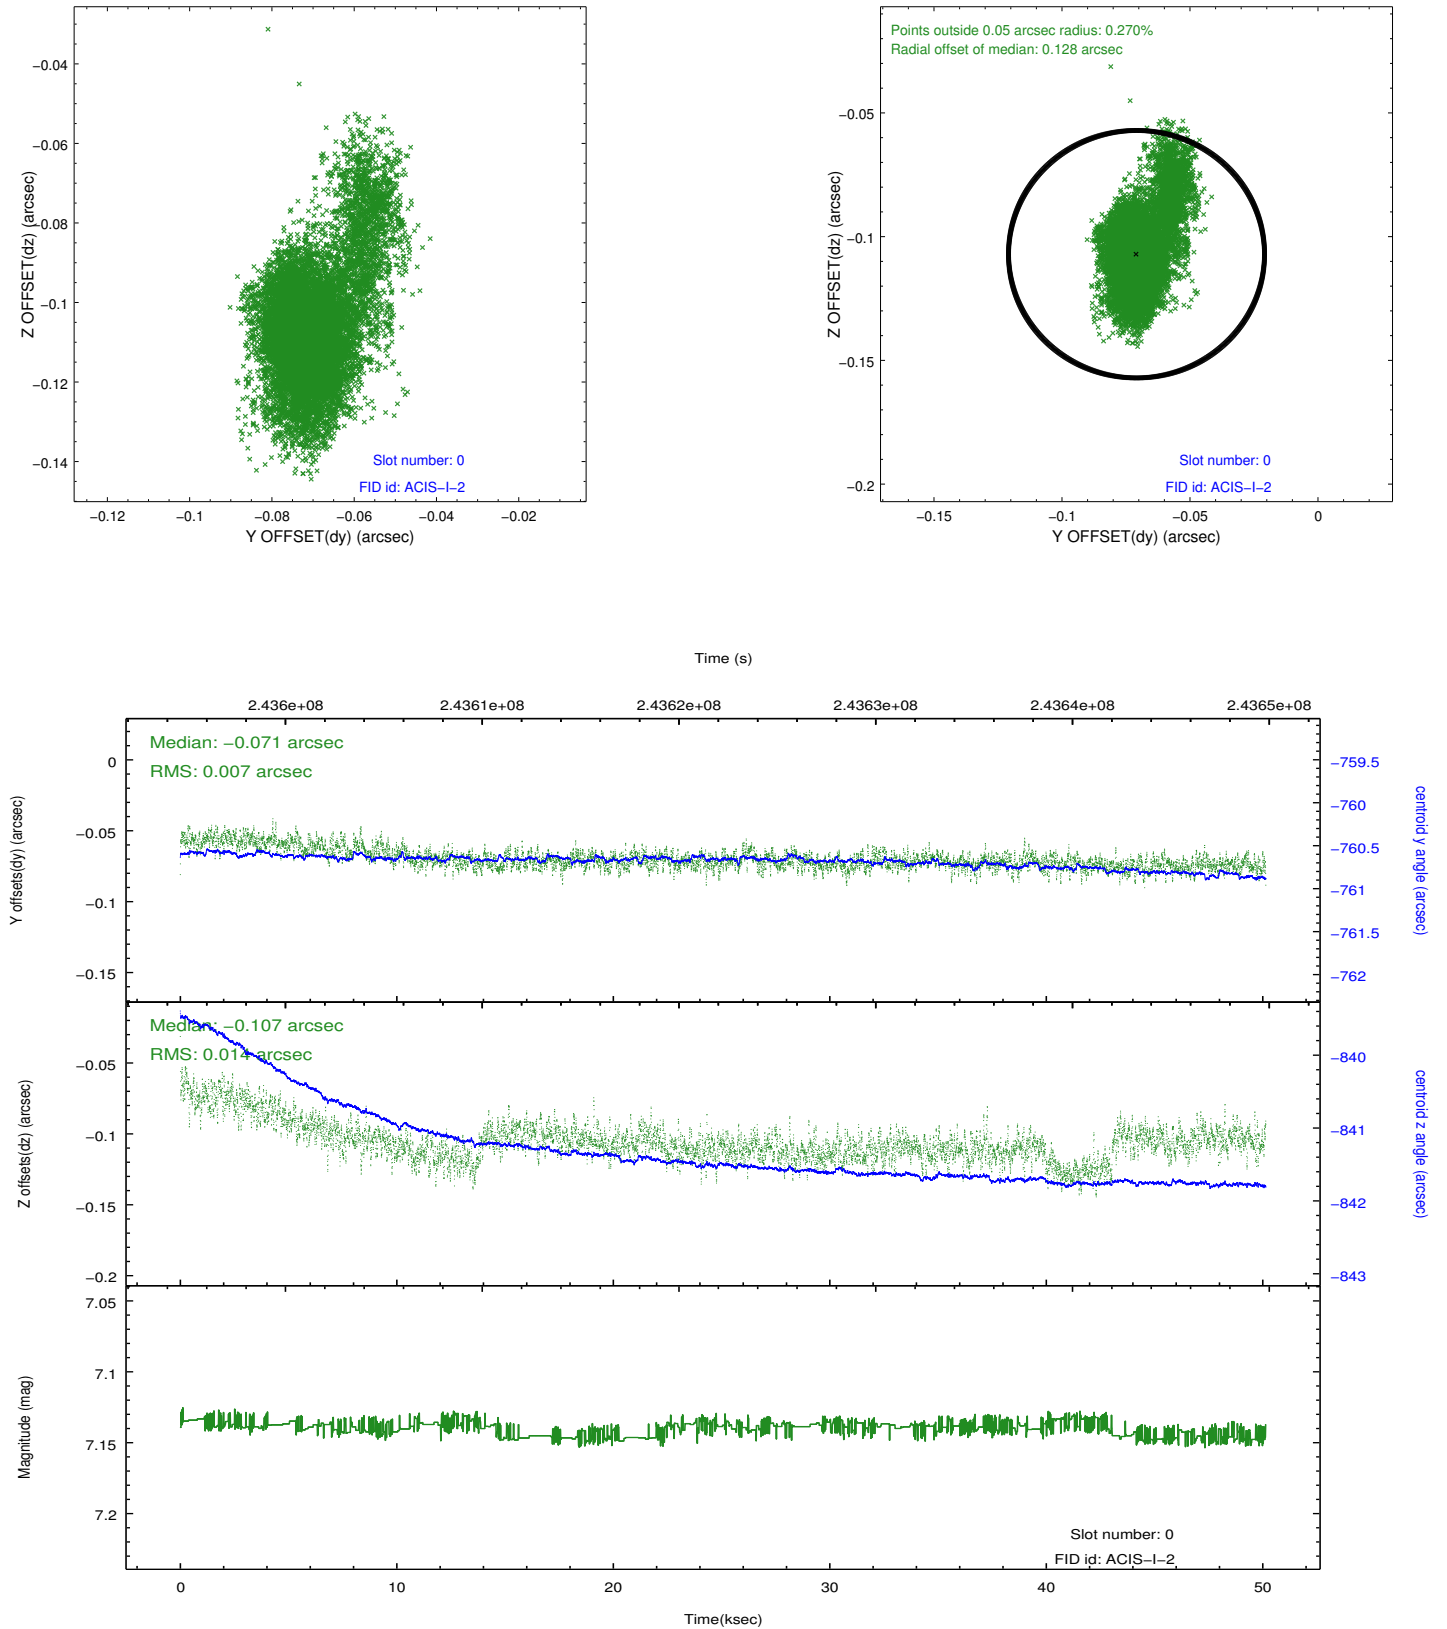 −0.04
−0.06
−0.08
−0.1
−0.12
−0.14
Z OFFSET(dz) (arcsec)
Slot number: 0
FID id: ACIS−I−2
−0.12
−0.1
−0.08
−0.06
−0.04
−0.02
Y OFFSET(dy) (arcsec)
Points outside 0.05 arcsec radius: 0.270%
Radial offset of median: 0.128 arcsec
−0.05
−0.1
−0.15
−0.2
Z OFFSET(dz) (arcsec)
Slot number: 0
FID id: ACIS−I−2
−0.15
−0.1
−0.05
0
Y OFFSET(dy) (arcsec)
Time (s)
2.436e+08
2.4361e+08
2.4362e+08
2.4363e+08
2.4364e+08
2.4365e+08
Median: −0.071 arcsec
RMS: 0.007 arcsec
0
−0.05
−0.1
−0.15
Y offsets(dy) (arcsec)
−759.5
−760
−760.5
−761
−761.5
−762
centroid y angle (arcsec)
Median: −0.107 arcsec
RMS: 0.014 arcsec
−0.05
−0.1
−0.15
−0.2
Z offsets(dz) (arcsec)
−840
−841
−842
−843
centroid z angle (arcsec)
7.05
7.1
7.15
7.2
Magnitude (mag)
Slot number: 0
FID id: ACIS−I−2
0
10
20
30
40
50
Time(ksec)